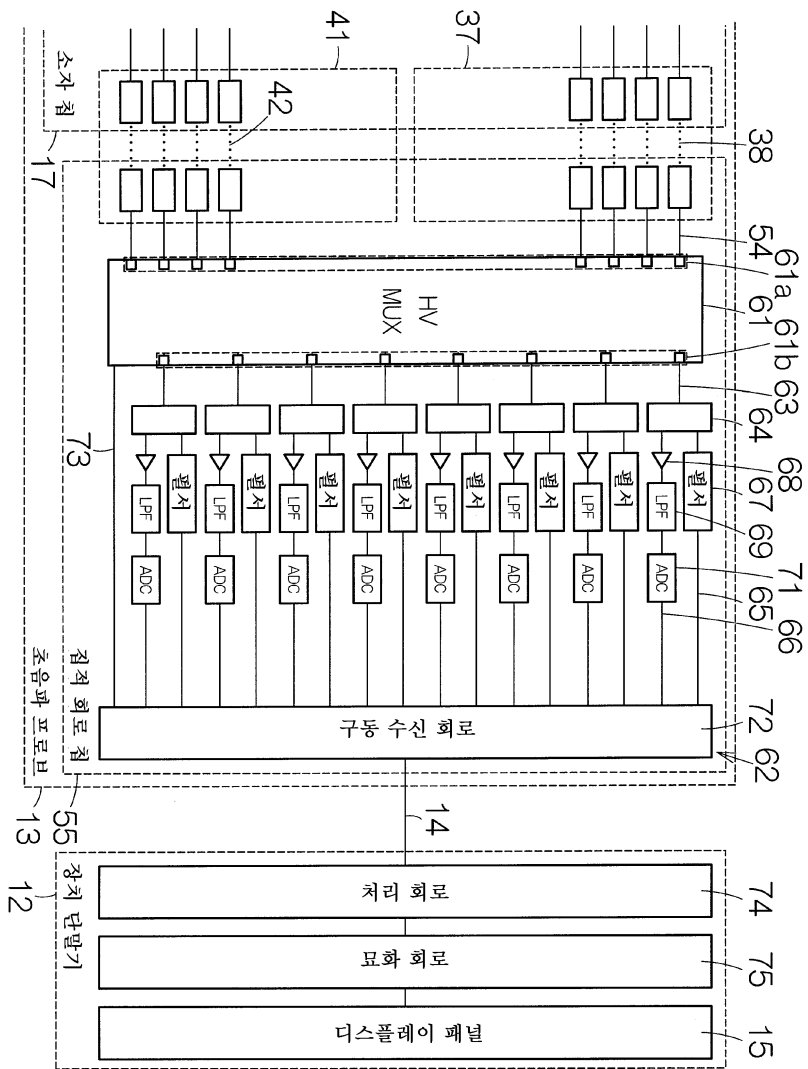 41
37
소자 칩
17
42
38
54
61a
61
61b
63
64
68
67
69
71
65
66
HV
MUX
73
펄서
펄서
펄서
펄서
펄서
펄서
펄서
펄서
LPF
LPF
LPF
LPF
LPF
LPF
LPF
LPF
ADC
ADC
ADC
ADC
ADC
ADC
ADC
ADC
구동 수신 회로
72
62
집적 회로 칩
55
초음파 프로브
13
14
장치 단말기
12
처리 회로
74
묘화 회로
75
디스플레이 패널
15